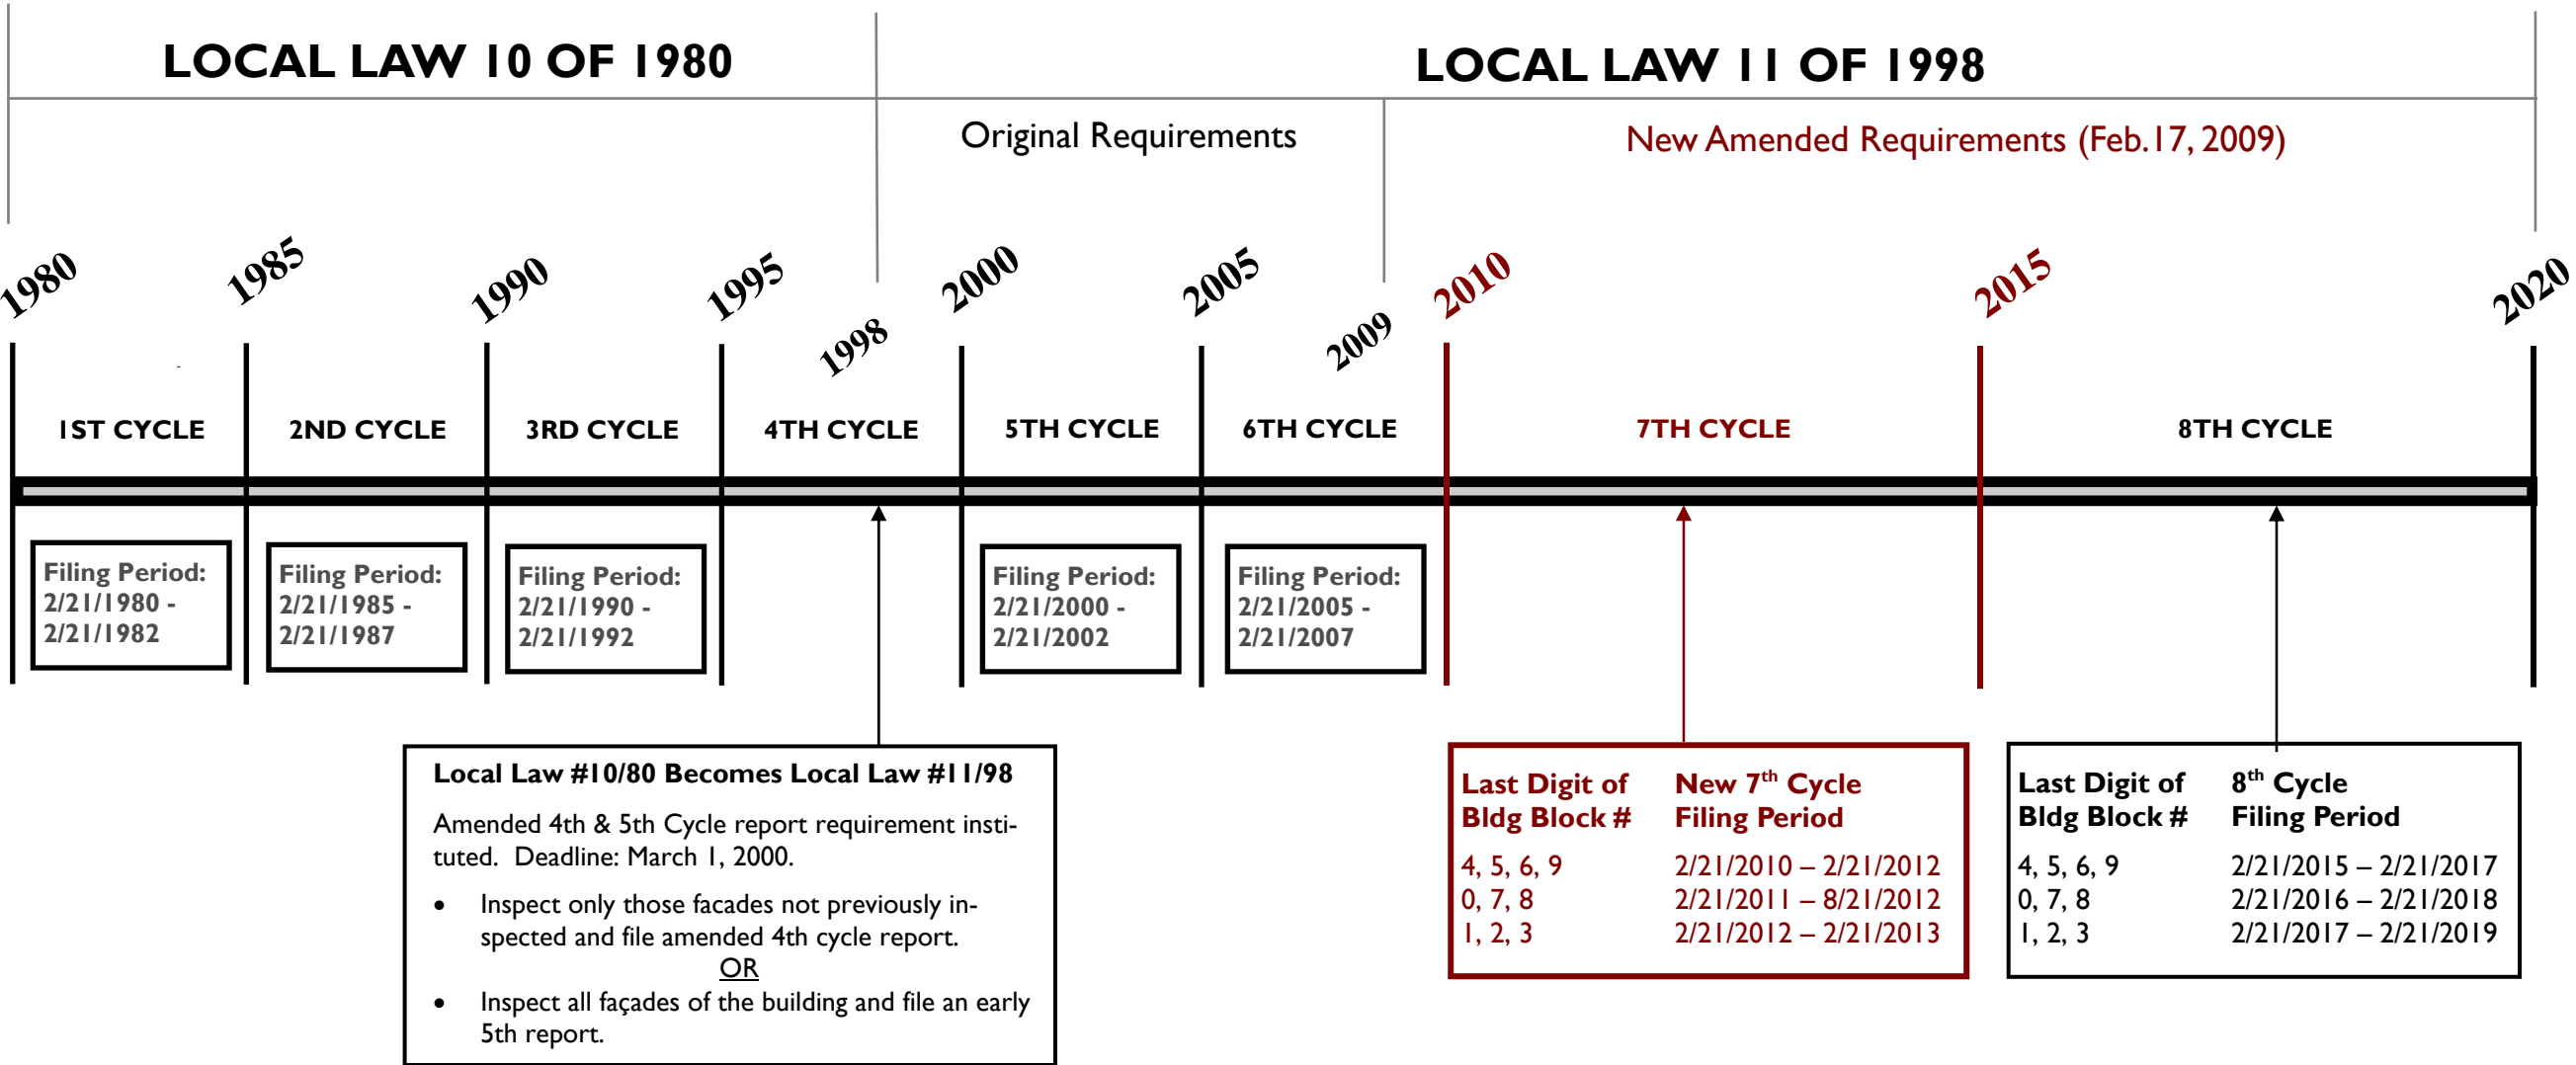 LOCAL LAW 10 OF 1980
LOCAL LAW 11 OF 1998
Original Requirements
New Amended Requirements (Feb.17, 2009)
1980
1985
1990
1995
1998
2000
2005
2009
2010
2015
2020
1ST CYCLE
2ND CYCLE
3RD CYCLE
4TH CYCLE
5TH CYCLE
6TH CYCLE
7TH CYCLE
8TH CYCLE
Filing Period:
2/21/1980 -
2/21/1982
Filing Period:
2/21/1985 -
2/21/1987
Filing Period:
2/21/1990 -
2/21/1992
Filing Period:
2/21/2000 -
2/21/2002
Filing Period:
2/21/2005 -
2/21/2007
Local Law #10/80 Becomes Local Law #11/98
Amended 4th & 5th Cycle report requirement insti-
tuted.  Deadline: March 1, 2000.
• Inspect only those facades not previously in-
spected and file amended 4th cycle report.
OR
• Inspect all façades of the building and file an early
5th report.
Last Digit of New 7th Cycle
Bldg Block # Filing Period
4, 5, 6, 9 2/21/2010 – 2/21/2012
0, 7, 8 2/21/2011 – 8/21/2012
1, 2, 3 2/21/2012 – 2/21/2013
Last Digit of 8th Cycle
Bldg Block # Filing Period
4, 5, 6, 9 2/21/2015 – 2/21/2017
0, 7, 8 2/21/2016 – 2/21/2018
1, 2, 3 2/21/2017 – 2/21/2019